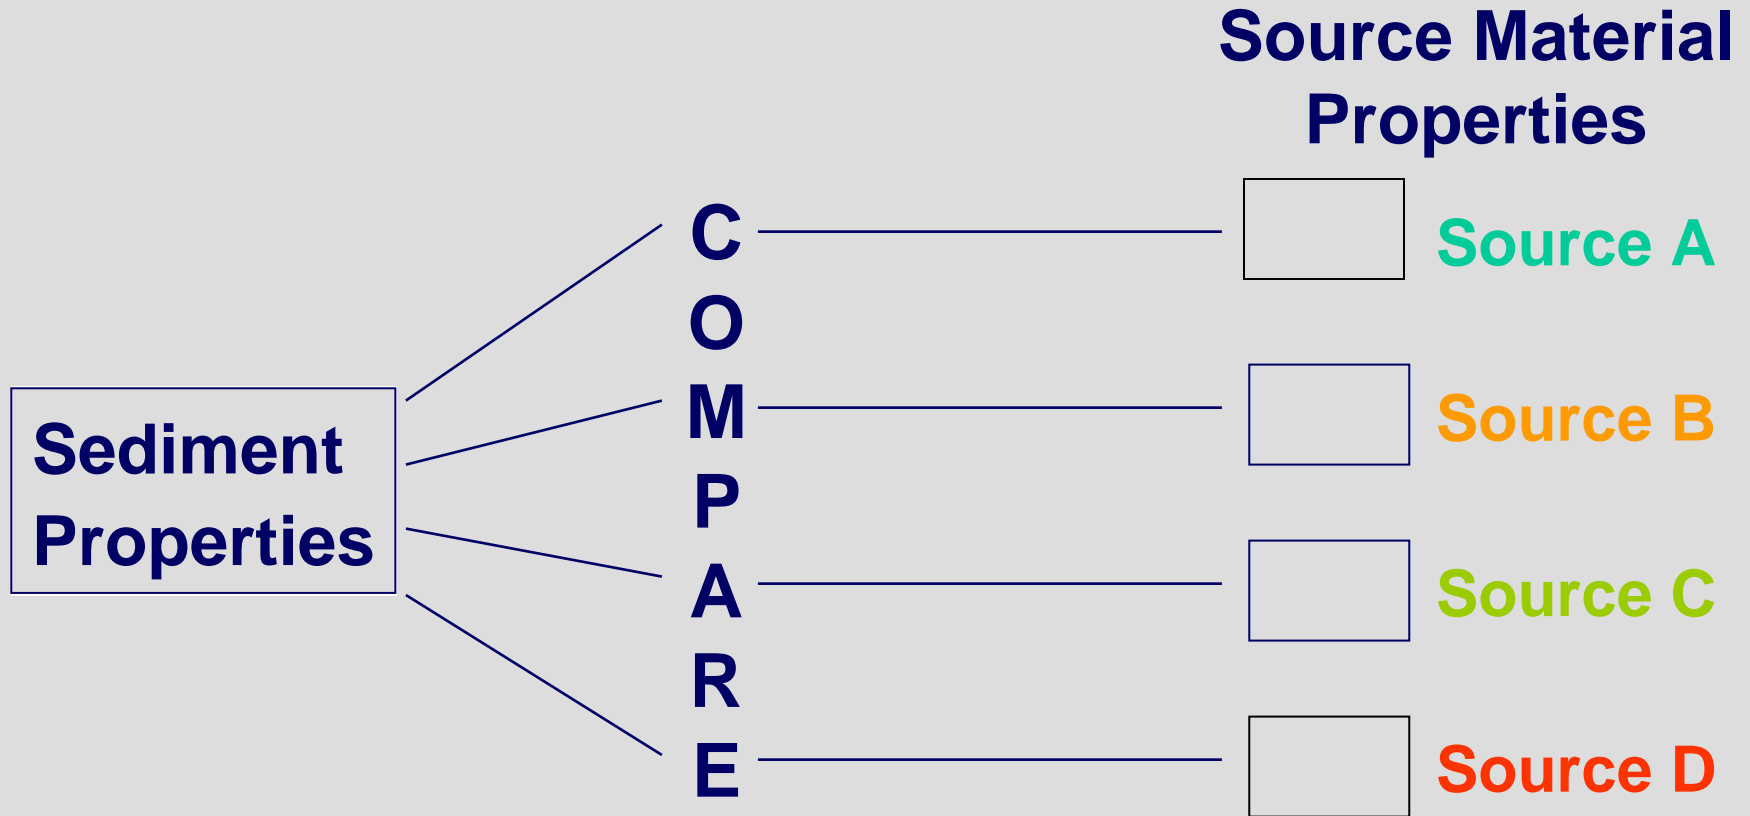 Source Material
Properties
Sediment
Properties
C
O
M
P
A
R
E
Source A
Source B
Source C
Source D